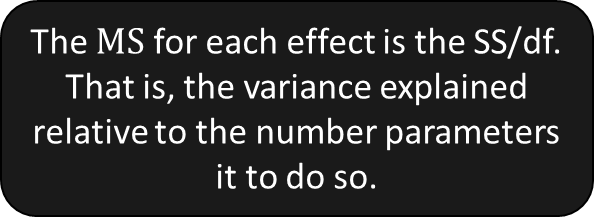 The MS for each effect is the SS/df.
That is, the variance explained
relative to the number parameters
it to do so.